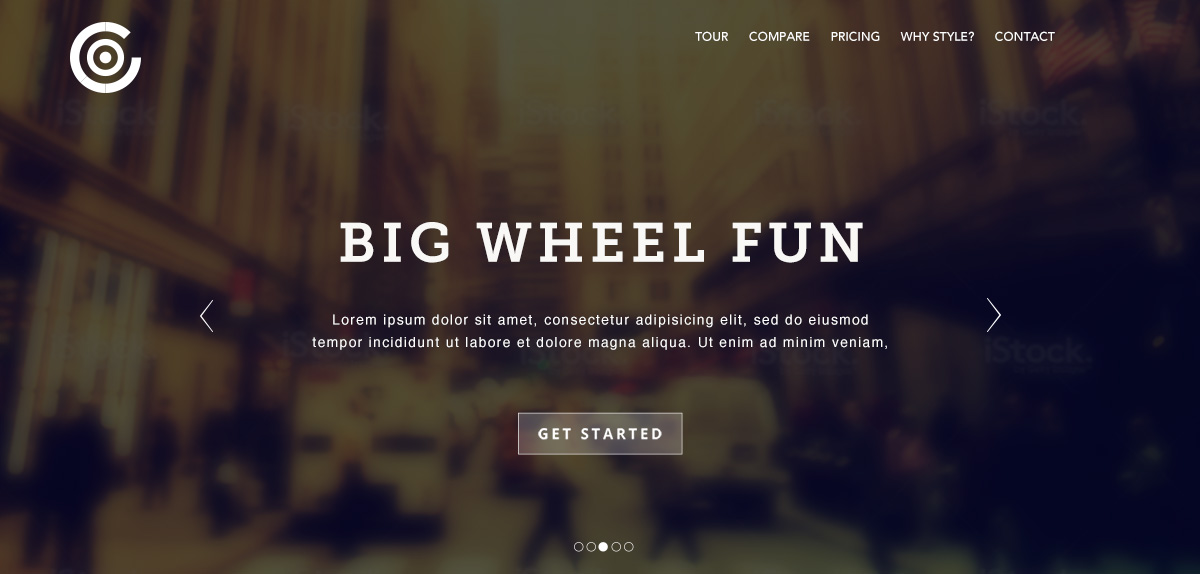 TOUR COMPARE PRICING WHY STYLE? CONTACT
iStock. iStock. iStock. iStock. iStock.
BIG WHEEL FUN
Lorem ipsum dolor sit amet, consectetur adipisicing elit, sed do eiusmod
tempor incididunt ut labore et dolore magna aliqua. Ut enim ad minim veniam,
iStock.
GET STARTED